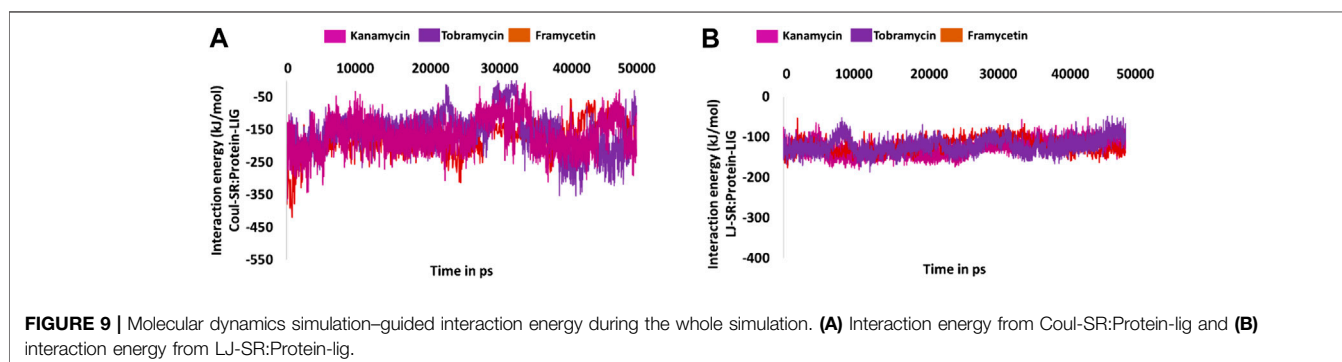 A
Kanamycin Tobramycin Framycetin
0 10000 20000 30000 40000 50000
-50
-150
-250
-350
-450
-550
Interaction energy (kJ/mol)
Coul-SR:Protein-LIG
Time in ps
B
Kanamycin Tobramycin Framycetin
0 10000 20000 30000 40000 50000
0
-100
-200
-300
-400
Interaction energy (kJ/mol)
LJ-SR:Protein-LIG
Time in ps
FIGURE 9 | Molecular dynamics simulation–guided interaction energy during the whole simulation. (A) Interaction energy from Coul-SR:Protein-lig and (B)
interaction energy from LJ-SR:Protein-lig.